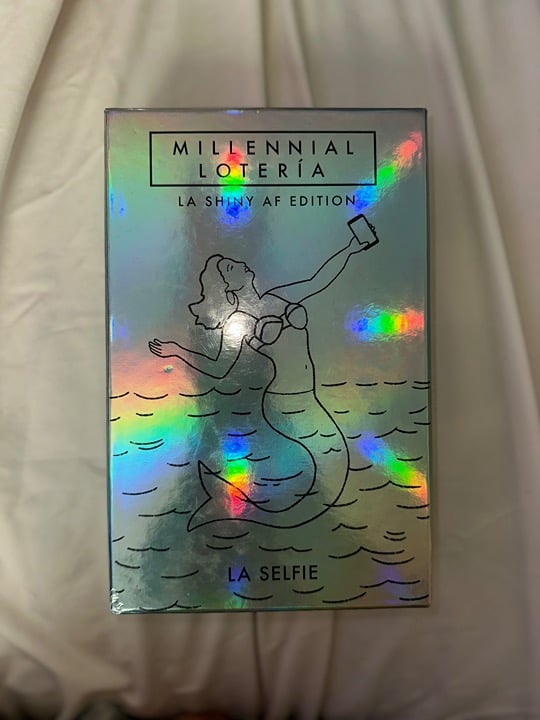 MILLENNIAL
LOTERÍA
LA SHINY AF EDITION
LA SELFIE